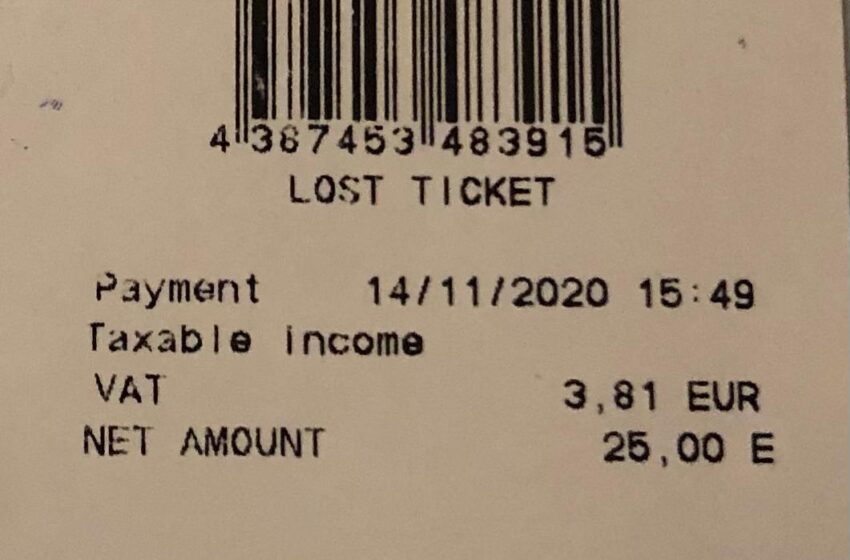 4 367453 483915
LOST TICKET
Payment 14/11/2020 15:49
Taxable income
VAT 3,81 EUR
NET AMOUNT 25,00 E